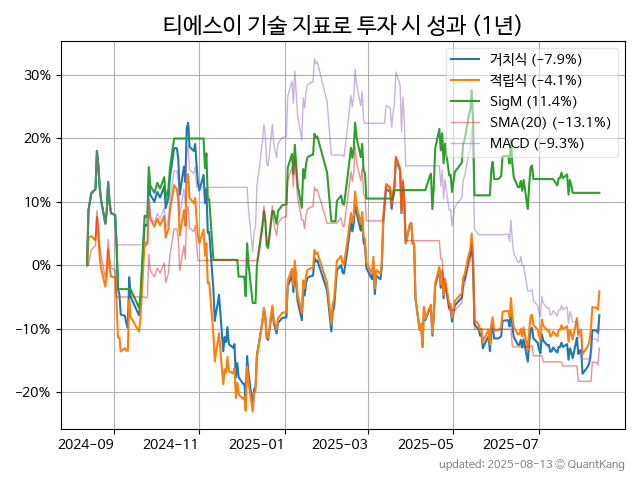 티에스이 기술 지표로 투자 시 성과 (1년)
거치식 (−7.9%)
적립식 (−4.1%)
SigM (11.4%)
SMA(20) (−13.1%)
MACD (−9.3%)
30%
20%
10%
0%
−10%
−20%
2024-09
2024-11
2025-01
2025-03
2025-05
2025-07
updated: 2025-08-13 © QuantKang